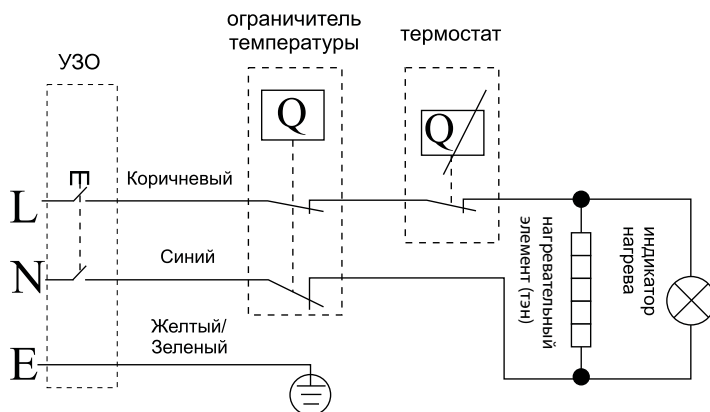 ограничитель
температуры
термостат
УЗО
Q
Q
L
Коричневый
N
Синий
E
Желтый/
Зеленый
нагревательный
элемент (тэн)
индикатор
нагрева